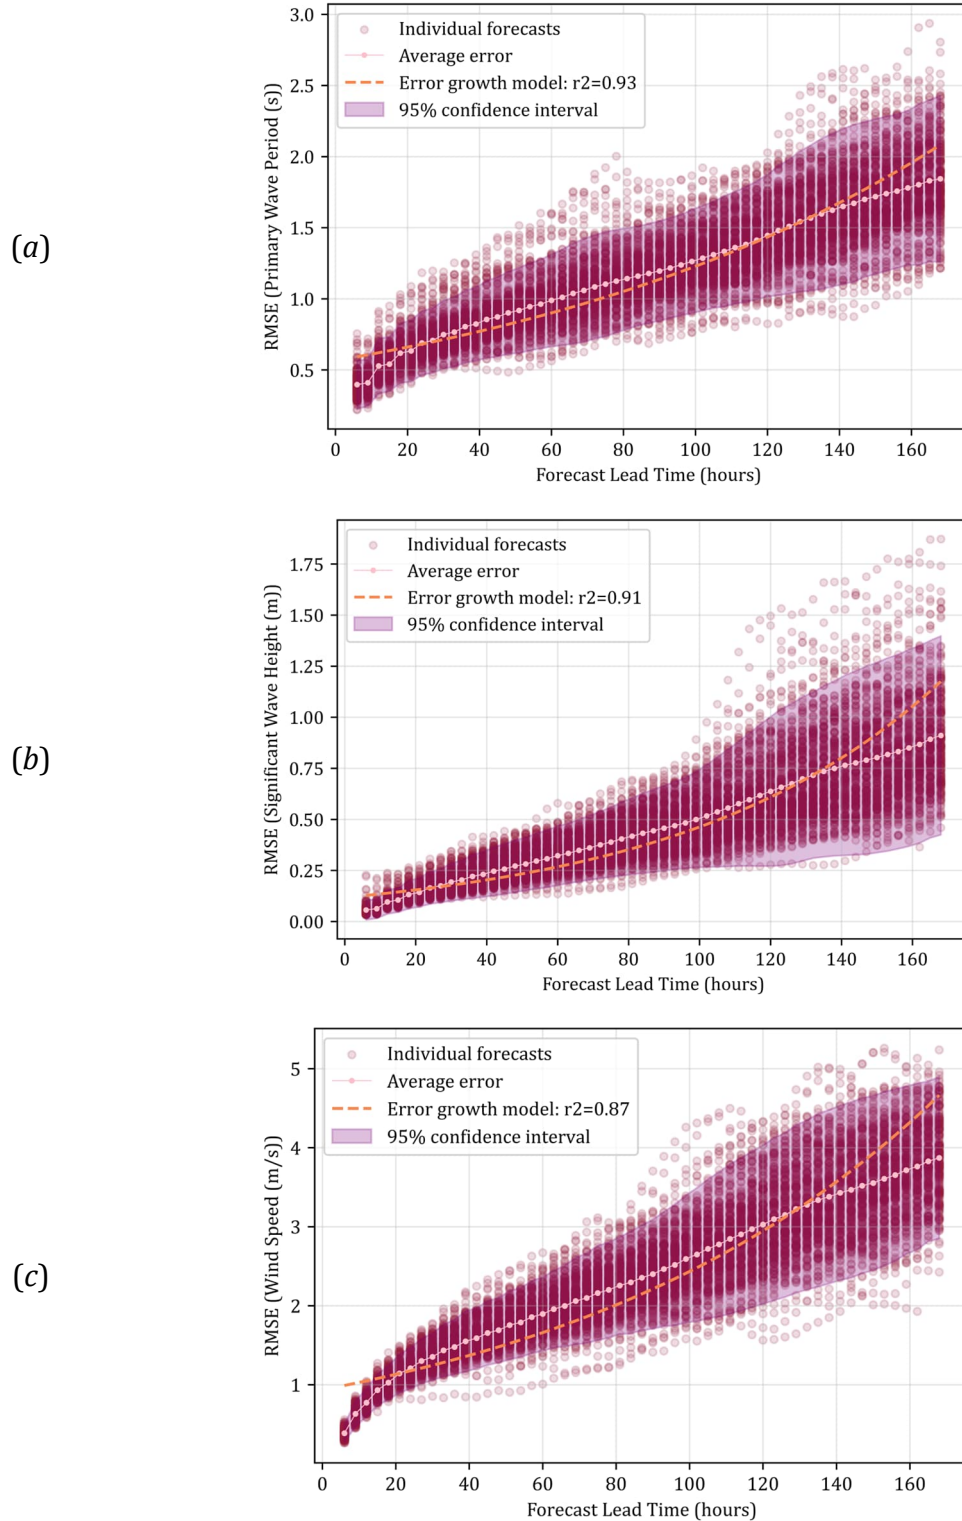 (a)
RMSE (Primary Wave Period (s))
3.0
2.5
2.0
1.5
1.0
0.5
Individual forecasts
Average error
Error growth model: r2=0.93
95% confidence interval
0 20 40 60 80 100 120 140 160
Forecast Lead Time (hours)
(b)
RMSE (Significant Wave Height (m))
1.75
1.50
1.25
1.00
0.75
0.50
0.25
0.00
Individual forecasts
Average error
Error growth model: r2=0.91
95% confidence interval
0 20 40 60 80 100 120 140 160
Forecast Lead Time (hours)
(c)
RMSE (Wind Speed (m/s))
5
4
3
2
1
Individual forecasts
Average error
Error growth model: r2=0.87
95% confidence interval
0 20 40 60 80 100 120 140 160
Forecast Lead Time (hours)